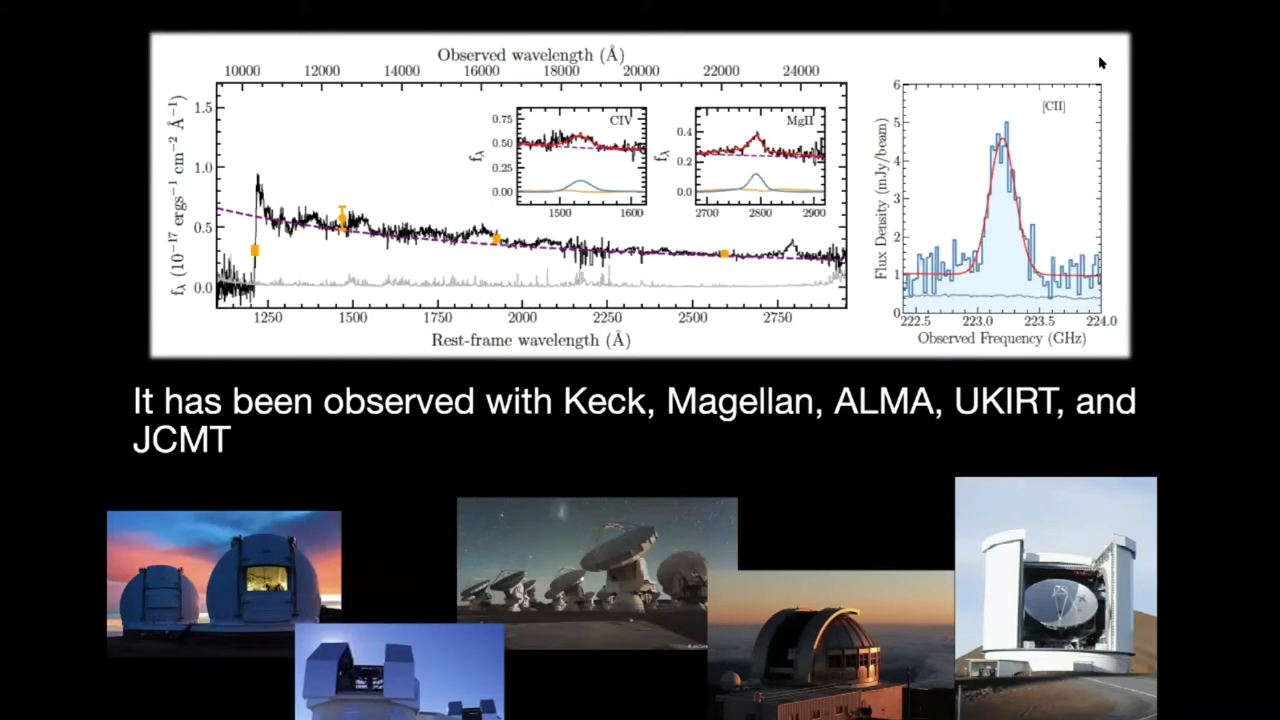 Observed wavelength (Å)
10000 12000 14000 16000 18000 20000 22000 24000
fλ (10⁻¹⁷ ergs⁻¹ cm⁻² Å⁻¹)
1.5
1.0
0.5
0.0
1250 1500 1750 2000 2250 2500 2750
Rest-frame wavelength (Å)
CIV
fλ
0.75
0.50
0.25
0.00
1500 1600
MgII
fλ
0.4
0.2
0.0
2700 2800 2900
[CII]
Flux Density (mJy/beam)
6
5
4
3
2
1
0
222.5 223.0 223.5 224.0
Observed Frequency (GHz)
It has been observed with Keck, Magellan, ALMA, UKIRT, and
JCMT